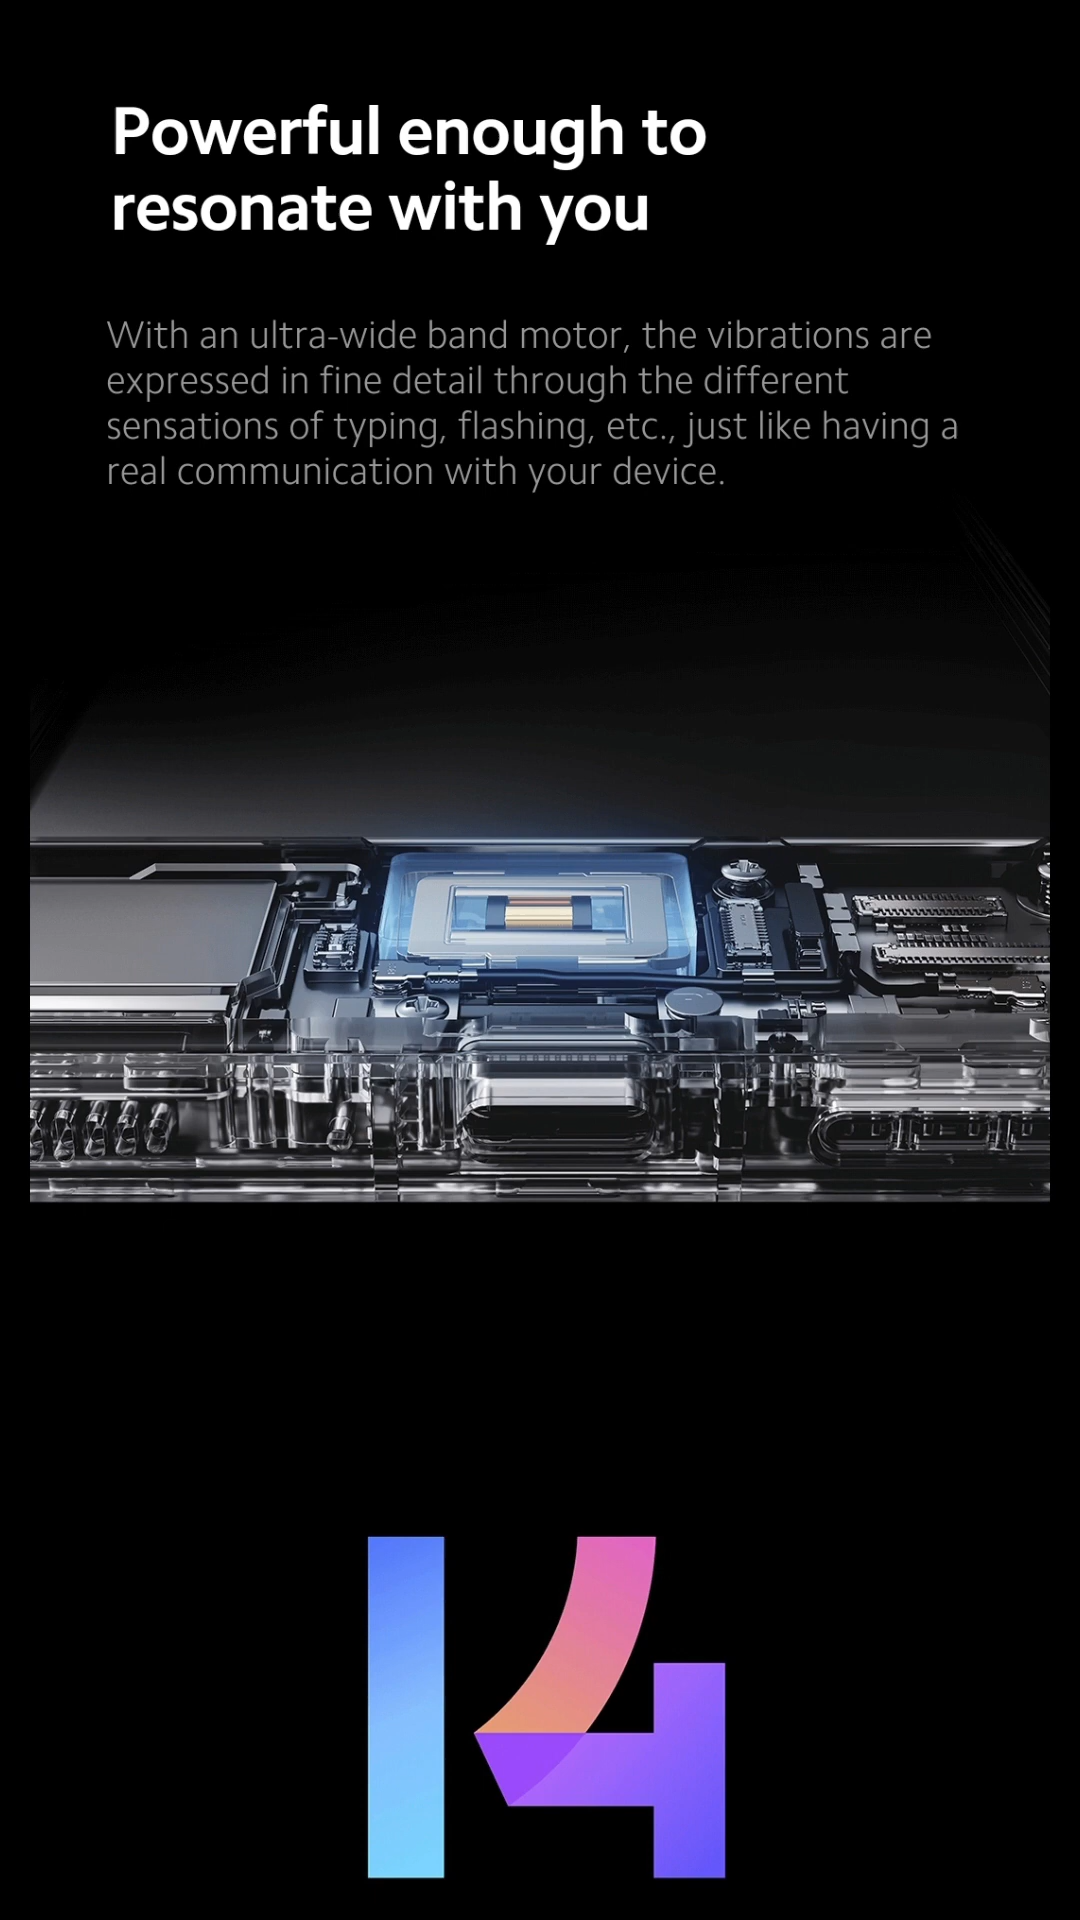 Powerful enough to
resonate with you
With an ultra-wide band motor, the vibrations are
expressed in fine detail through the different
sensations of typing, flashing, etc., just like having a
real communication with your device.
14